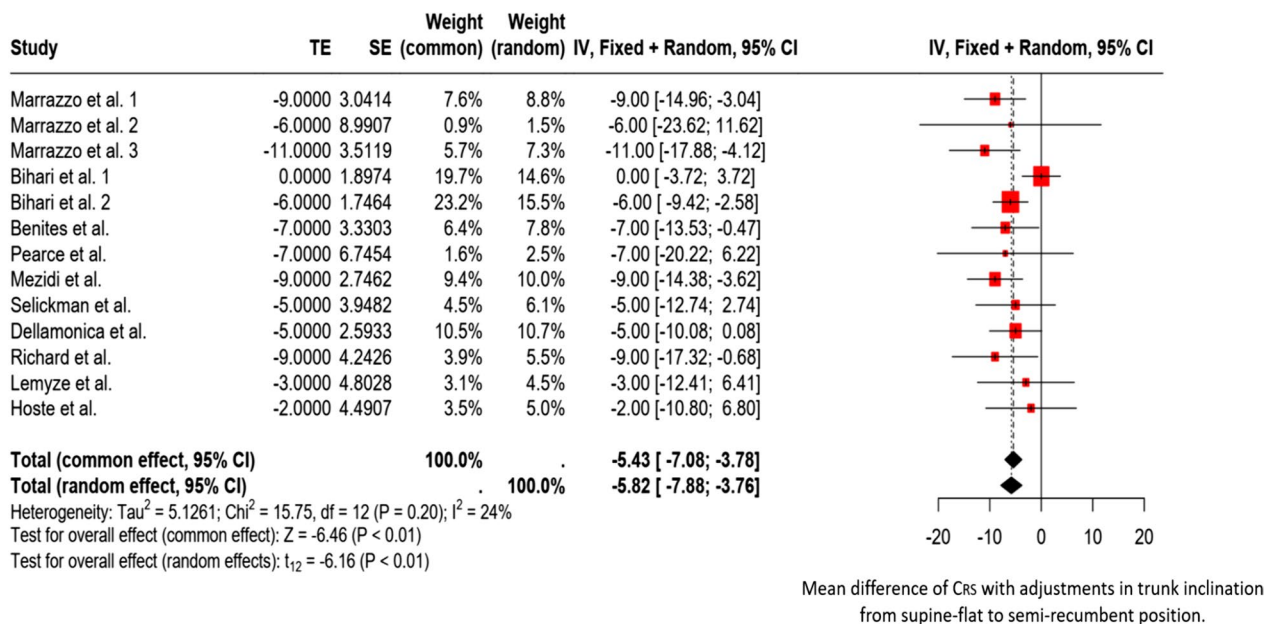 Weight Weight
Study TE SE (common) (random) IV, Fixed + Random, 95% CI IV, Fixed + Random, 95% CI
Marrazzo et al. 1 -9.0000 3.0414 7.6% 8.8% -9.00 [-14.96; -3.04]
Marrazzo et al. 2 -6.0000 8.9907 0.9% 1.5% -6.00 [-23.62; 11.62]
Marrazzo et al. 3 -11.0000 3.5119 5.7% 7.3% -11.00 [-17.88; -4.12]
Bihari et al. 1 0.0000 1.8974 19.7% 14.6% 0.00 [ -3.72; 3.72]
Bihari et al. 2 -6.0000 1.7464 23.2% 15.5% -6.00 [ -9.42; -2.58]
Benites et al. -7.0000 3.3303 6.4% 7.8% -7.00 [-13.53; -0.47]
Pearce et al. -7.0000 6.7454 1.6% 2.5% -7.00 [-20.22; 6.22]
Mezidi et al. -9.0000 2.7462 9.4% 10.0% -9.00 [-14.38; -3.62]
Selickman et al. -5.0000 3.9482 4.5% 6.1% -5.00 [-12.74; 2.74]
Dellamonica et al. -5.0000 2.5933 10.5% 10.7% -5.00 [-10.08; 0.08]
Richard et al. -9.0000 4.2426 3.9% 5.5% -9.00 [-17.32; -0.68]
Lemyze et al. -3.0000 4.8028 3.1% 4.5% -3.00 [-12.41; 6.41]
Hoste et al. -2.0000 4.4907 3.5% 5.0% -2.00 [-10.80; 6.80]
Total (common effect, 95% CI) 100.0% . -5.43 [ -7.08; -3.78]
Total (random effect, 95% CI) . 100.0% -5.82 [ -7.88; -3.76]
Heterogeneity: Tau² = 5.1261; Chi² = 15.75, df = 12 (P = 0.20); I² = 24%
Test for overall effect (common effect): Z = -6.46 (P < 0.01)
Test for overall effect (random effects): t₁₂ = -6.16 (P < 0.01)
-20 -10 0 10 20
Mean difference of CRS with adjustments in trunk inclination
from supine-flat to semi-recumbent position.